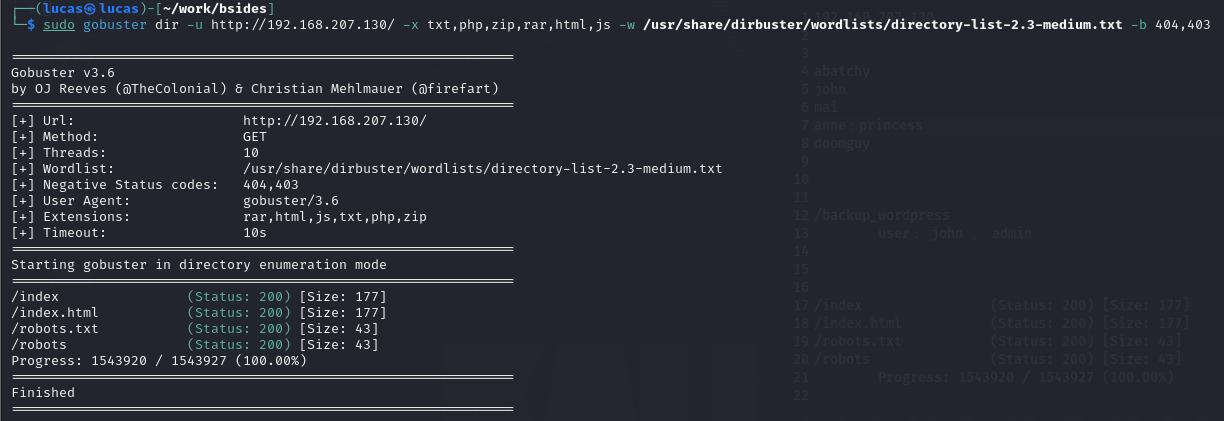 ┌──(lucas㉿lucas)-[~/work/bsides]
└─$ sudo gobuster dir -u http://192.168.207.130/ -x txt,php,zip,rar,html,js -w /usr/share/dirbuster/wordlists/directory-list-2.3-medium.txt -b 404,403
===============================================================
Gobuster v3.6
by OJ Reeves (@TheColonial) & Christian Mehlmauer (@firefart)
===============================================================
[+] Url: http://192.168.207.130/
[+] Method: GET
[+] Threads: 10
[+] Wordlist: /usr/share/dirbuster/wordlists/directory-list-2.3-medium.txt
[+] Negative Status codes: 404,403
[+] User Agent: gobuster/3.6
[+] Extensions: rar,html,js,txt,php,zip
[+] Timeout: 10s
===============================================================
Starting gobuster in directory enumeration mode
===============================================================
/index (Status: 200) [Size: 177]
/index.html (Status: 200) [Size: 177]
/robots.txt (Status: 200) [Size: 43]
/robots (Status: 200) [Size: 43]
Progress: 1543920 / 1543927 (100.00%)
===============================================================
Finished
===============================================================
3
4 abatchy
5 john
6 mai
7 anne：princess
8 doomguy
9
10
11
12 /backup_wordpress
13 user： john 、 admin
14
15
16
17 /index (Status: 200) [Size: 177]
18 /index.html (Status: 200) [Size: 177]
19 /robots.txt (Status: 200) [Size: 43]
20 /robots (Status: 200) [Size: 43]
21 Progress: 1543920 / 1543927 (100.00%)
22